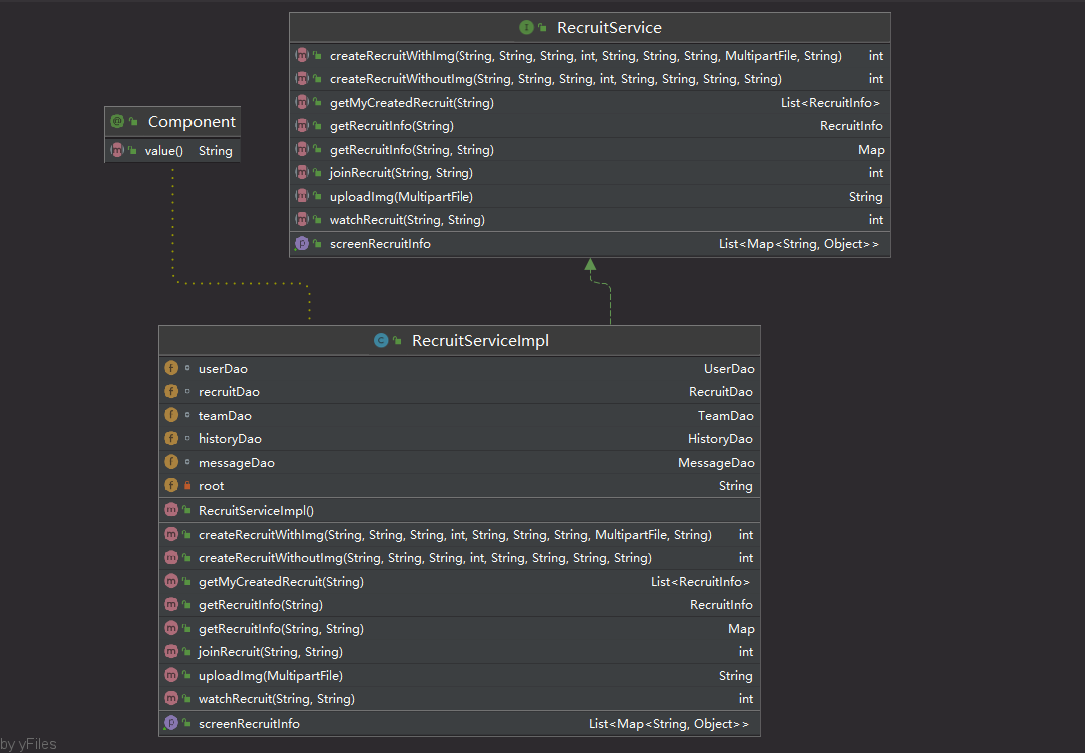 RecruitService
createRecruitWithImg(String, String, String, int, String, String, String, MultipartFile, String) int
createRecruitWithoutImg(String, String, String, int, String, String, String, String) int
getMyCreatedRecruit(String) List<RecruitInfo>
getRecruitInfo(String) RecruitInfo
getRecruitInfo(String, String) Map
joinRecruit(String, String) int
uploadImg(MultipartFile) String
watchRecruit(String, String) int
screenRecruitInfo List<Map<String, Object>>
Component
value() String
RecruitServiceImpl
userDao UserDao
recruitDao RecruitDao
teamDao TeamDao
historyDao HistoryDao
messageDao MessageDao
root String
RecruitServiceImpl()
createRecruitWithImg(String, String, String, int, String, String, String, MultipartFile, String) int
createRecruitWithoutImg(String, String, String, int, String, String, String, String) int
getMyCreatedRecruit(String) List<RecruitInfo>
getRecruitInfo(String) RecruitInfo
getRecruitInfo(String, String) Map
joinRecruit(String, String) int
uploadImg(MultipartFile) String
watchRecruit(String, String) int
screenRecruitInfo List<Map<String, Object>>
by yFiles